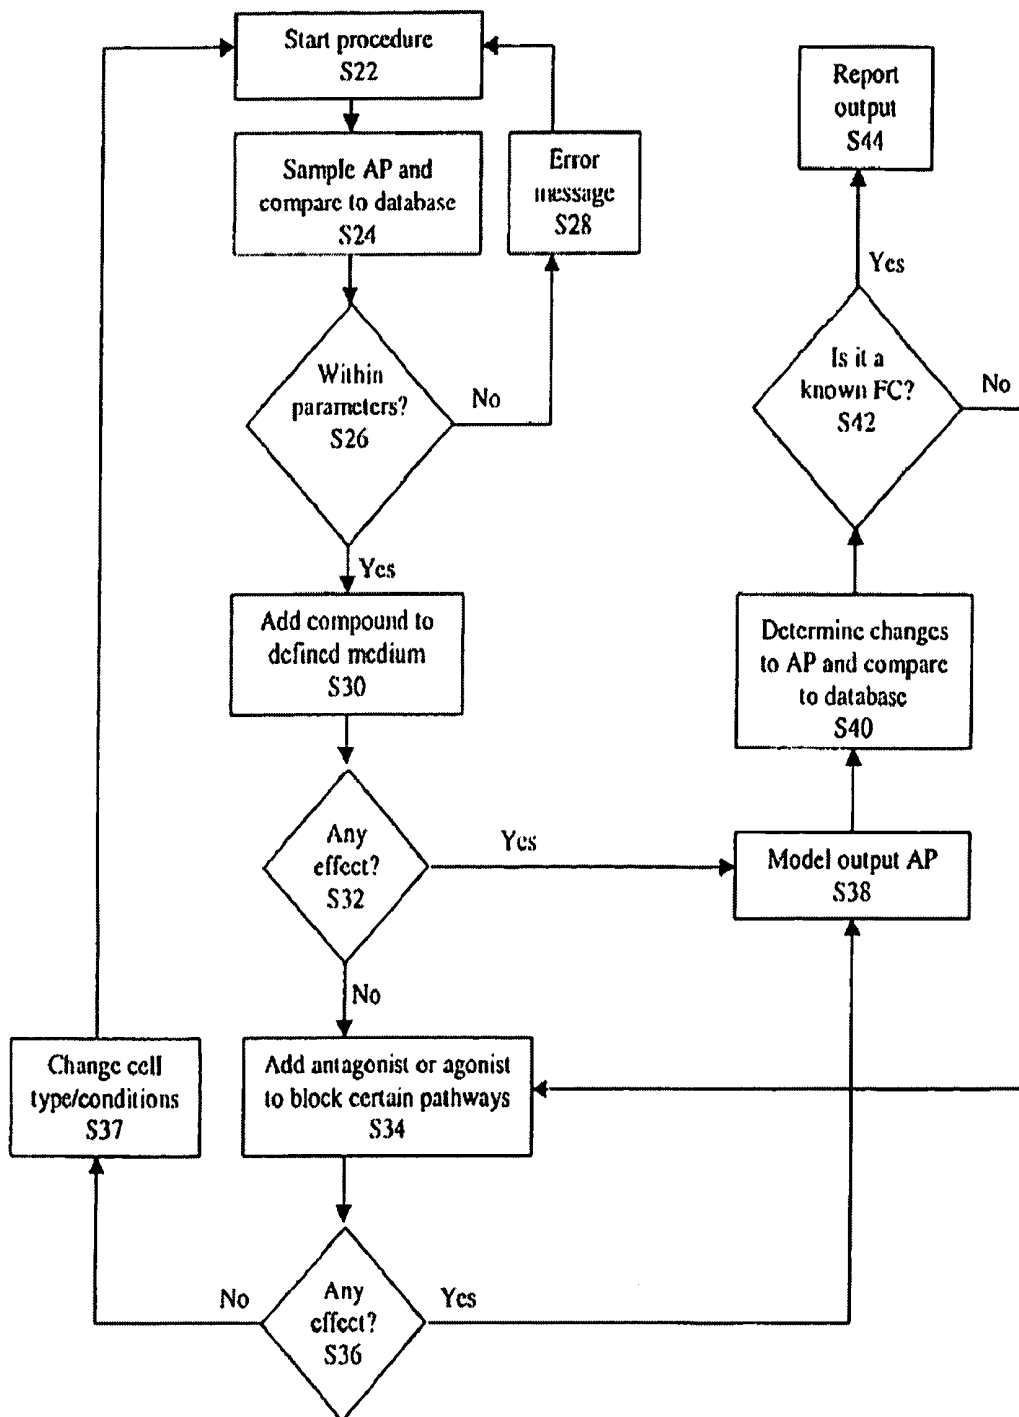 Start procedure
S22
Sample AP and
compare to database
S24
Error
message
S28
Within
parameters?
S26
No
Yes
Add compound to
defined medium
S30
Any
effect?
S32
Yes
No
Add antagonist or agonist
to block certain pathways
S34
Change cell
type/conditions
S37
Any
effect?
S36
No
Yes
Model output AP
S38
Determine changes
to AP and compare
to database
S40
Is it a
known FC?
S42
No
Yes
Report
output
S44